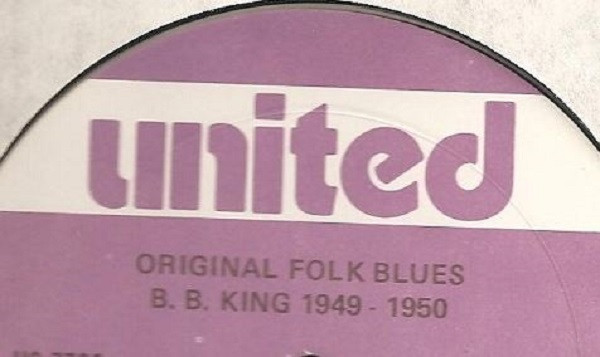 united
ORIGINAL FOLK BLUES
B. B. KING 1949 - 1950